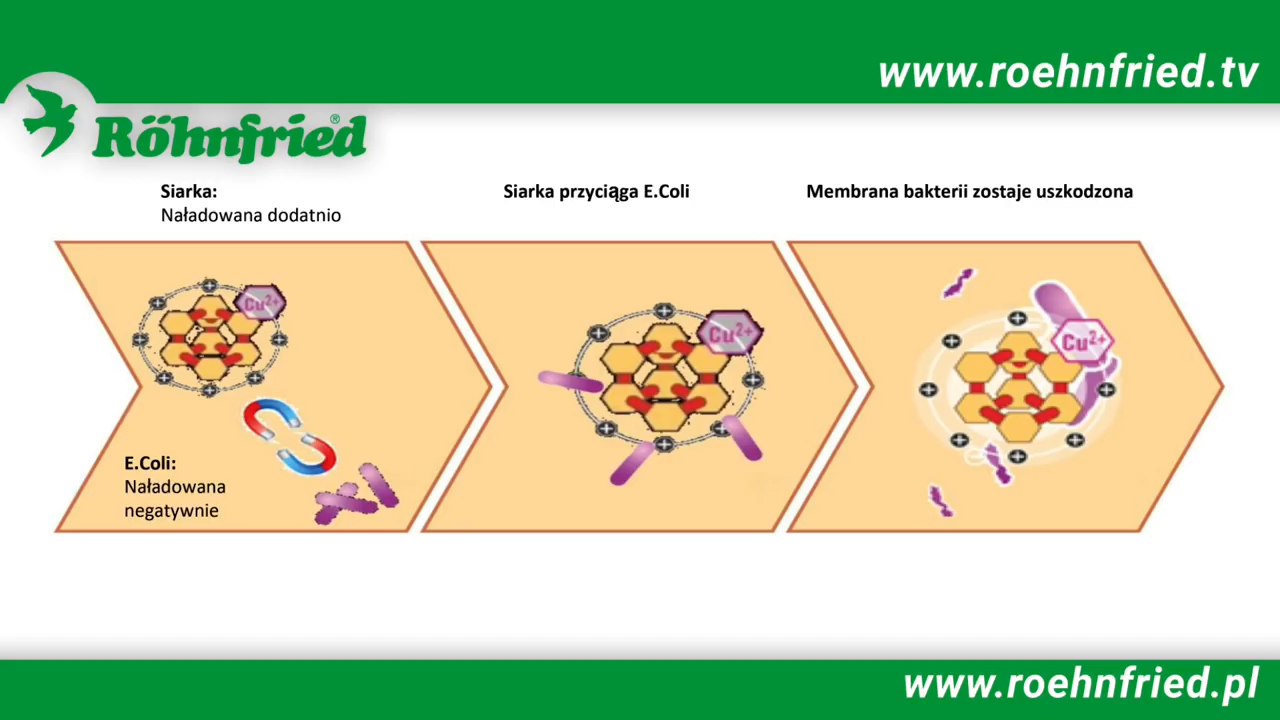 www.roehnfried.tv
Röhnfried®
Siarka:
Naładowana dodatnio
Siarka przyciąga E.Coli
Membrana bakterii zostaje uszkodzona
Cu2+
Cu2+
Cu2+
E.Coli:
Naładowana
negatywnie
www.roehnfried.pl